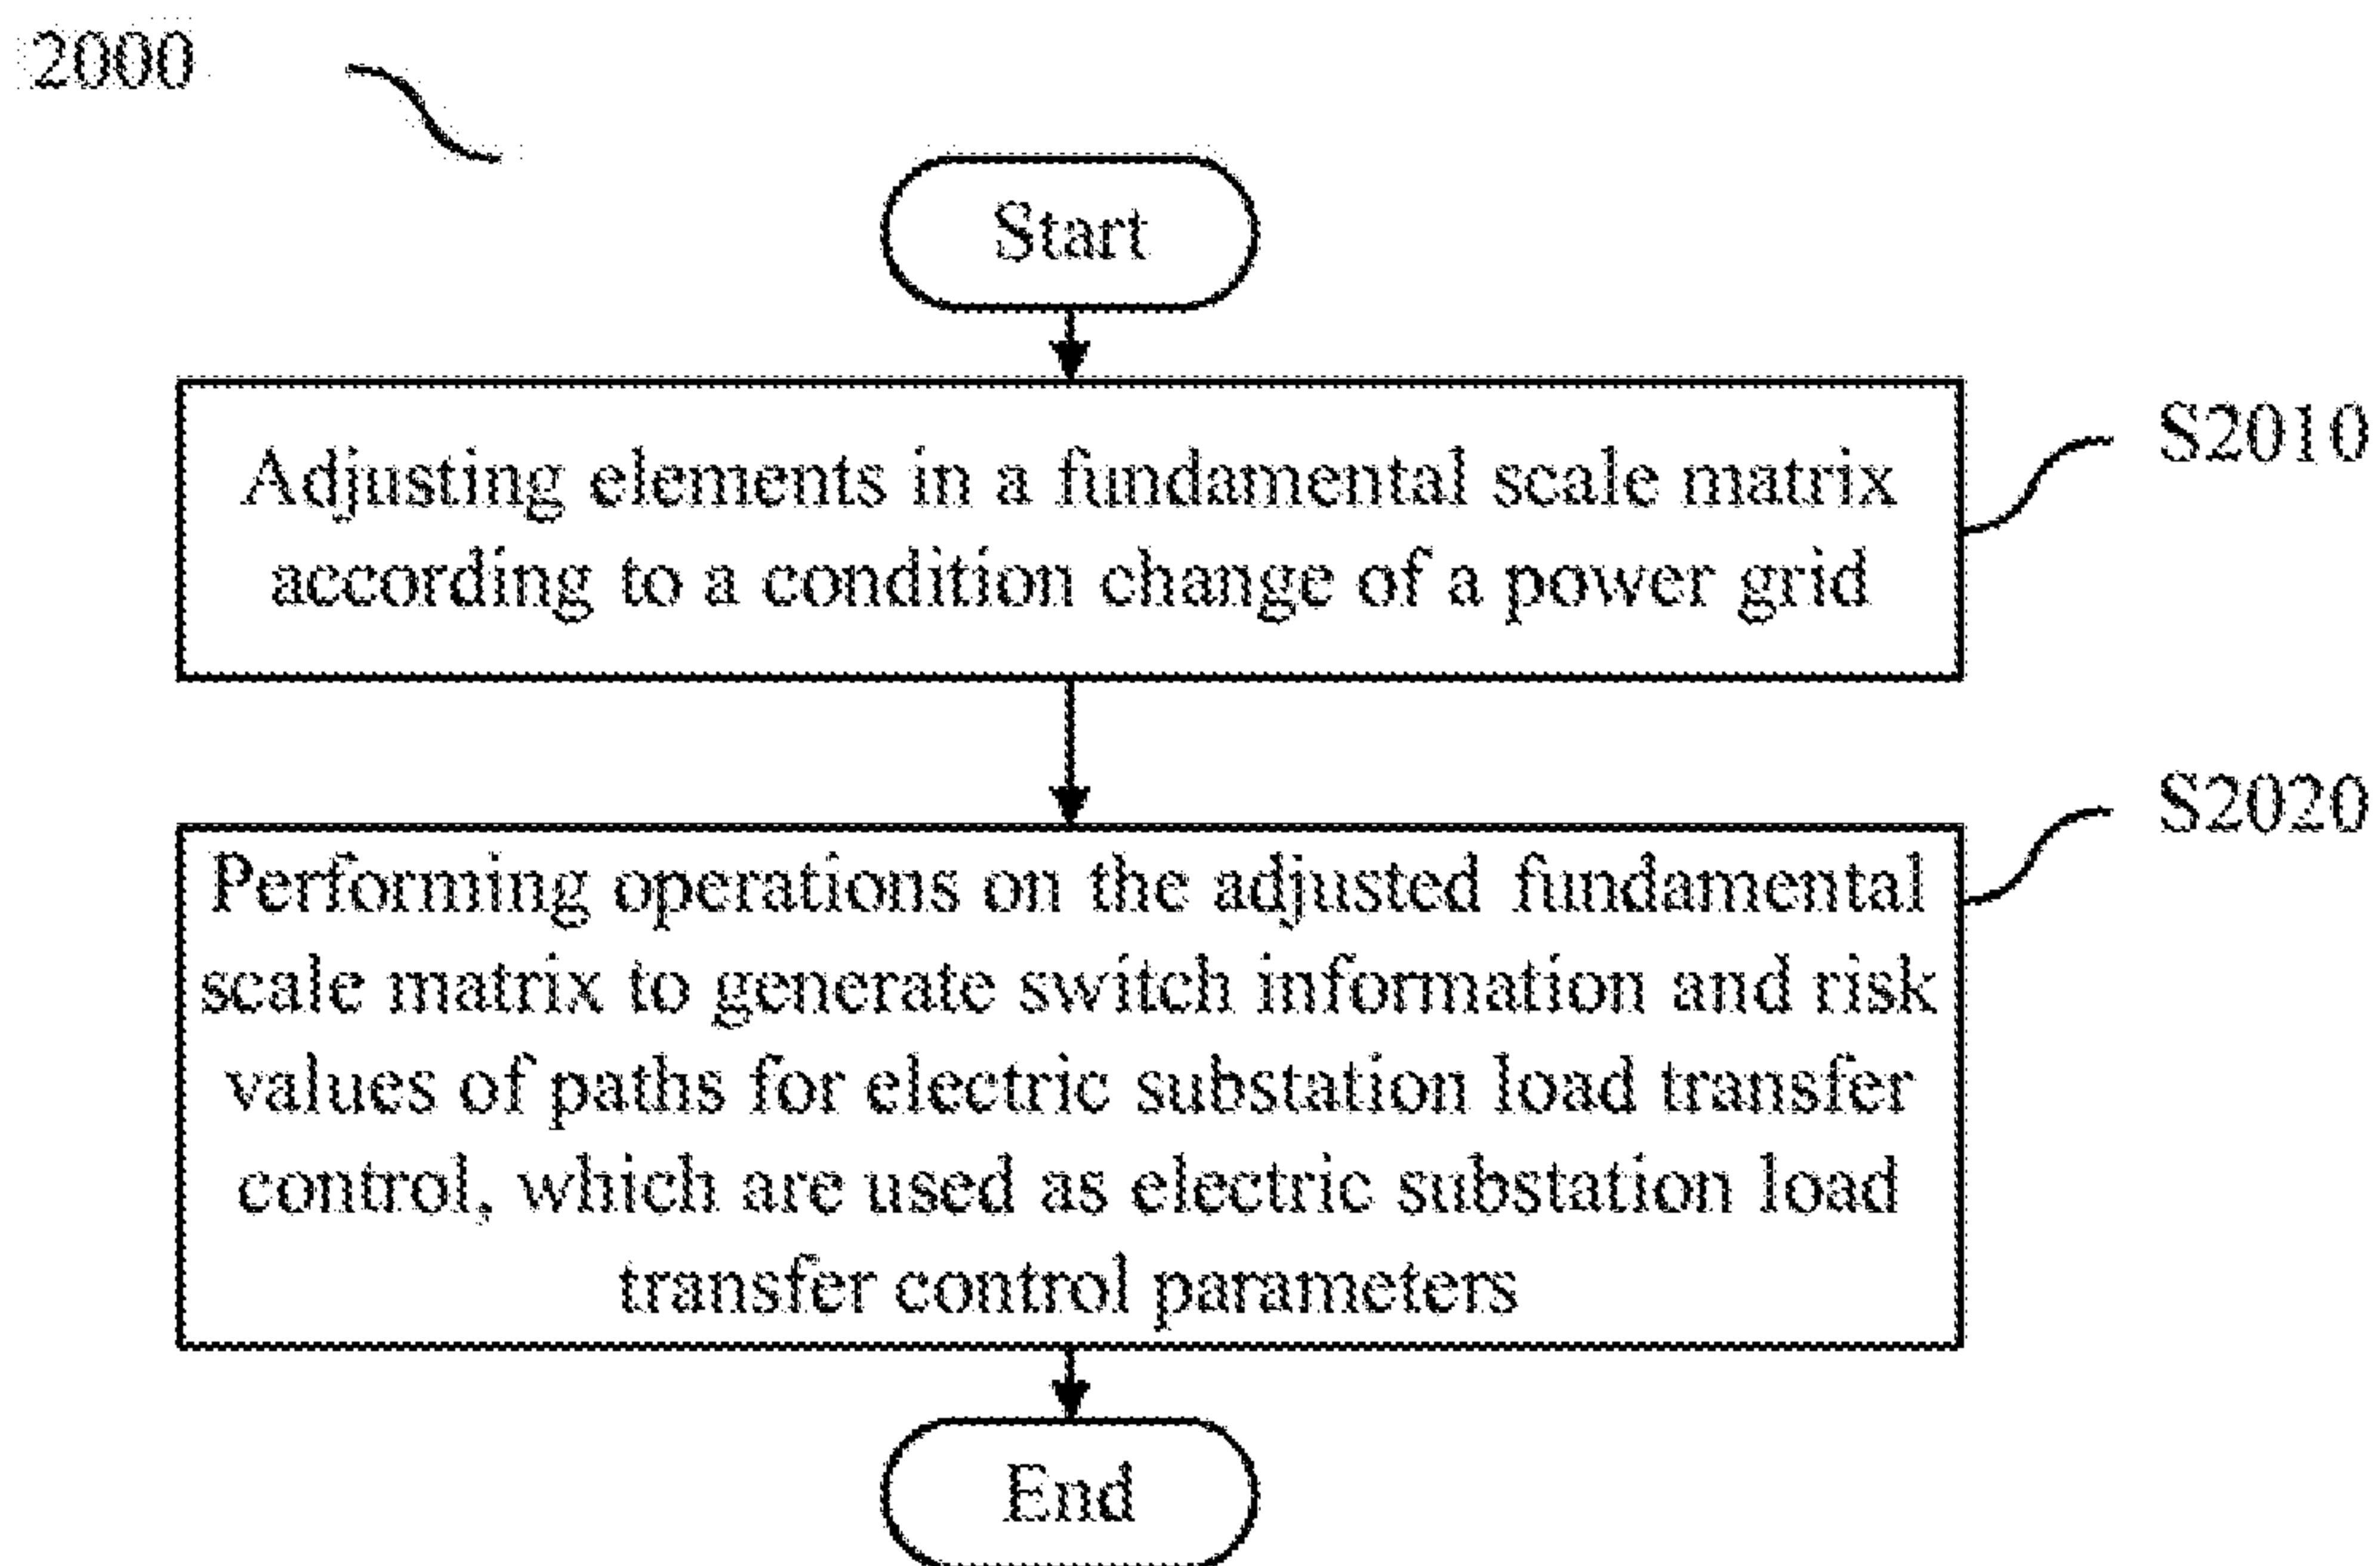 2000
Start
Adjusting elements in a fundamental scale matrix
according to a condition change of a power grid
S2010
Performing operations on the adjusted fundamental
scale matrix to generate switch information and risk
values of paths for electric substation load transfer
control, which are used as electric substation load
transfer control parameters
S2020
End